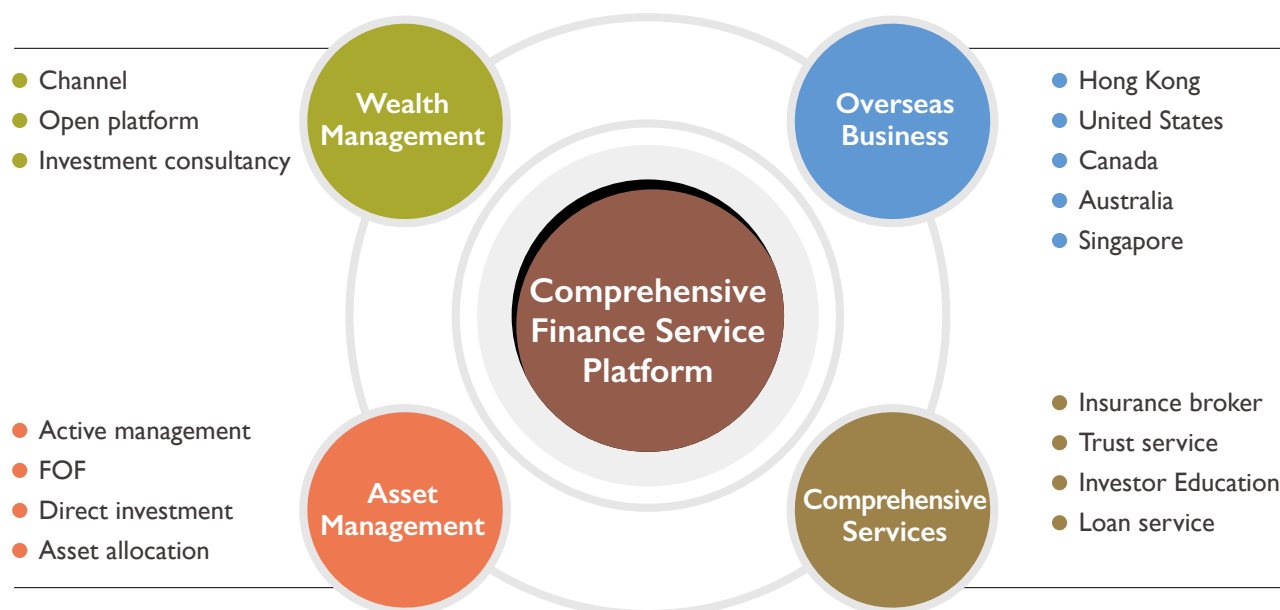 Channel
Open platform
Investment consultancy
Wealth
Management
Overseas
Business
Hong Kong
United States
Canada
Australia
Singapore
Comprehensive
Finance Service
Platform
Active management
FOF
Direct investment
Asset allocation
Asset
Management
Comprehensive
Services
Insurance broker
Trust service
Investor Education
Loan service